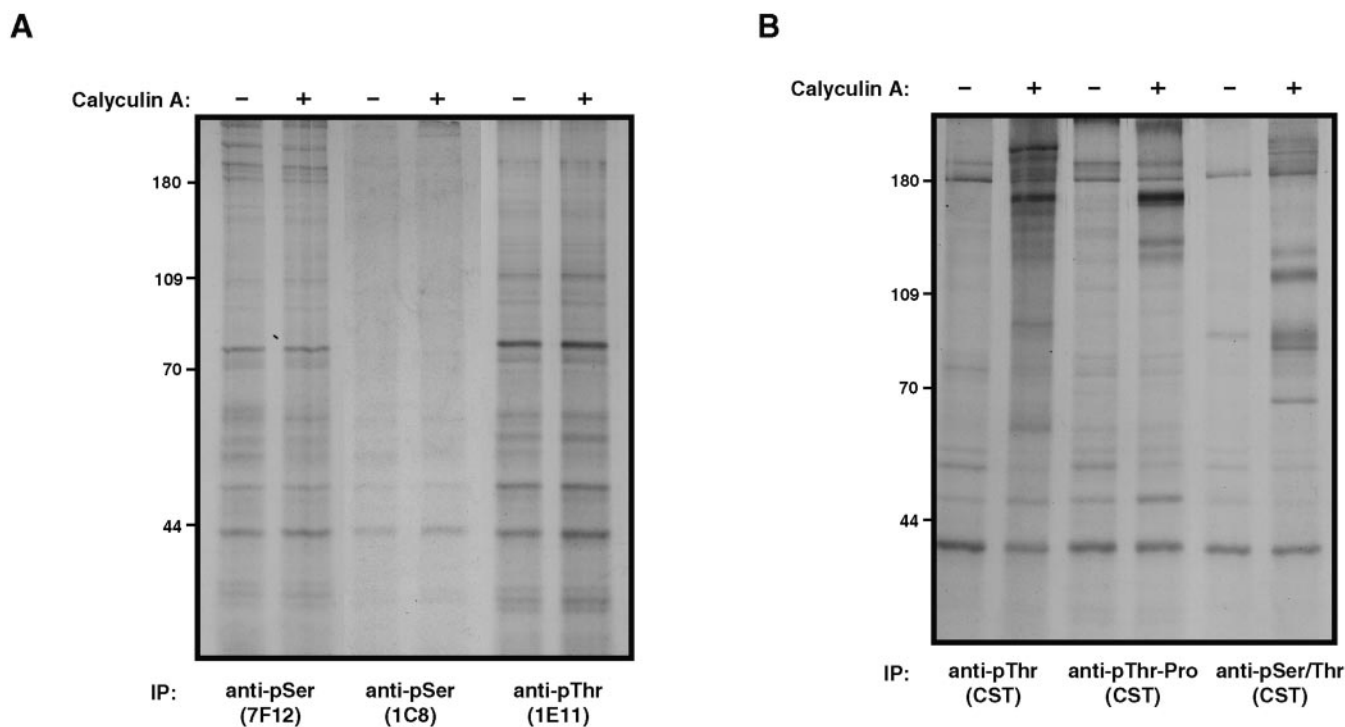 A
Calyculin A: – + – + – +
180
109
70
44
IP: anti-pSer anti-pSer anti-pThr
(7F12) (1C8) (1E11)
B
Calyculin A: – + – + – +
180
109
70
44
IP: anti-pThr anti-pThr-Pro anti-pSer/Thr
(CST) (CST) (CST)